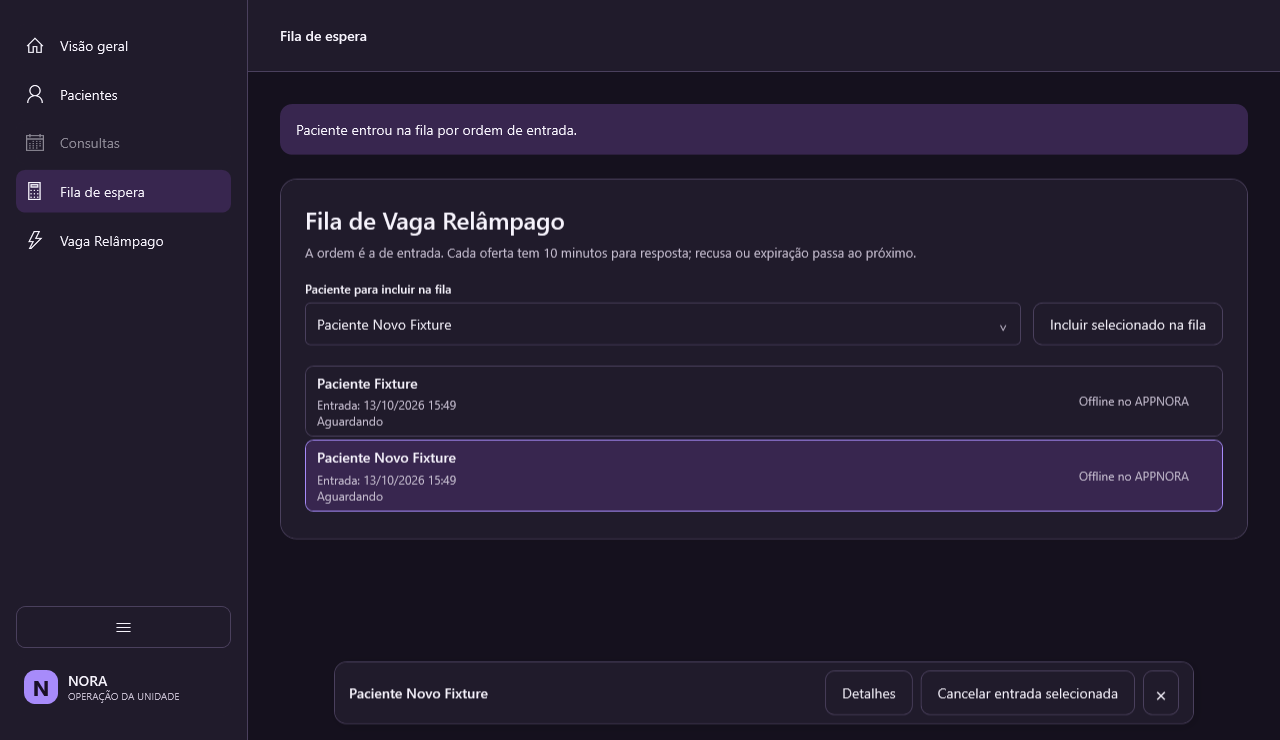 Visão geral
Pacientes
Consultas
Fila de espera
Vaga Relâmpago
N
NORA
OPERAÇÃO DA UNIDADE
Fila de espera
Paciente entrou na fila por ordem de entrada.
Fila de Vaga Relâmpago
A ordem é a de entrada. Cada oferta tem 10 minutos para resposta; recusa ou expiração passa ao próximo.
Paciente para incluir na fila
Paciente Novo Fixture
Incluir selecionado na fila
Paciente Fixture
Entrada: 13/10/2026 15:49
Aguardando
Offline no APPNORA
Paciente Novo Fixture
Entrada: 13/10/2026 15:49
Aguardando
Offline no APPNORA
Paciente Novo Fixture
Detalhes
Cancelar entrada selecionada